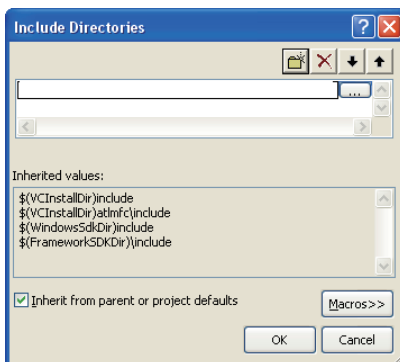 Include Directories
...
Inherited values:
$(VCInstallDir)include
$(VCInstallDir)atlmfc\include
$(WindowsSdkDir)include
$(FrameworkSDKDir)\include
Inherit from parent or project defaults
Macros>>
OK
Cancel